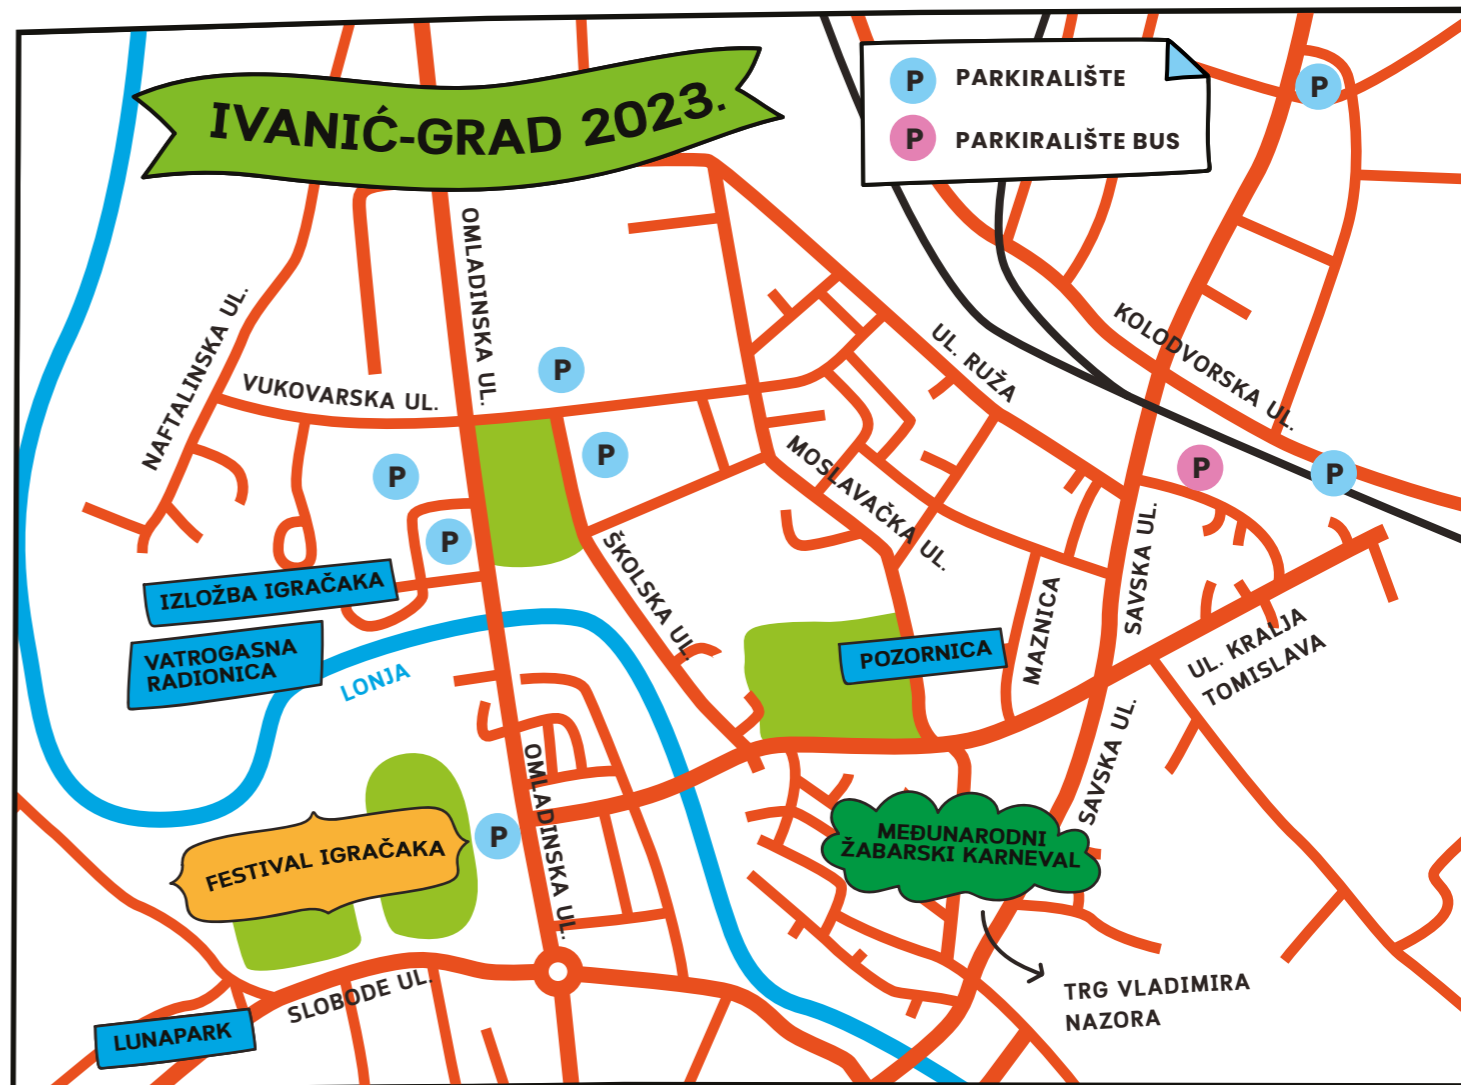 IVANIĆ-GRAD 2023.
P PARKIRALIŠTE
P PARKIRALIŠTE BUS
P
OMLADINSKA UL.
NAFTALINSKA UL.
VUKOVARSKA UL.
P
UL. RUŽA
KOLODVORSKA UL.
P
P
P
P
P
MOSLAVAČKA UL.
P
ŠKOLSKA UL.
SAVSKA UL.
MAZNICA
IZLOŽBA IGRAČAKA
VATROGASNA
RADIONICA
LONJA
POZORNICA
UL. KRALJA
TOMISLAVA
SAVSKA UL.
OMLADINSKA UL.
P
FESTIVAL IGRAČAKA
MEĐUNARODNI
ŽABARSKI KARNEVAL
SLOBODE UL.
TRG VLADIMIRA
NAZORA
LUNAPARK